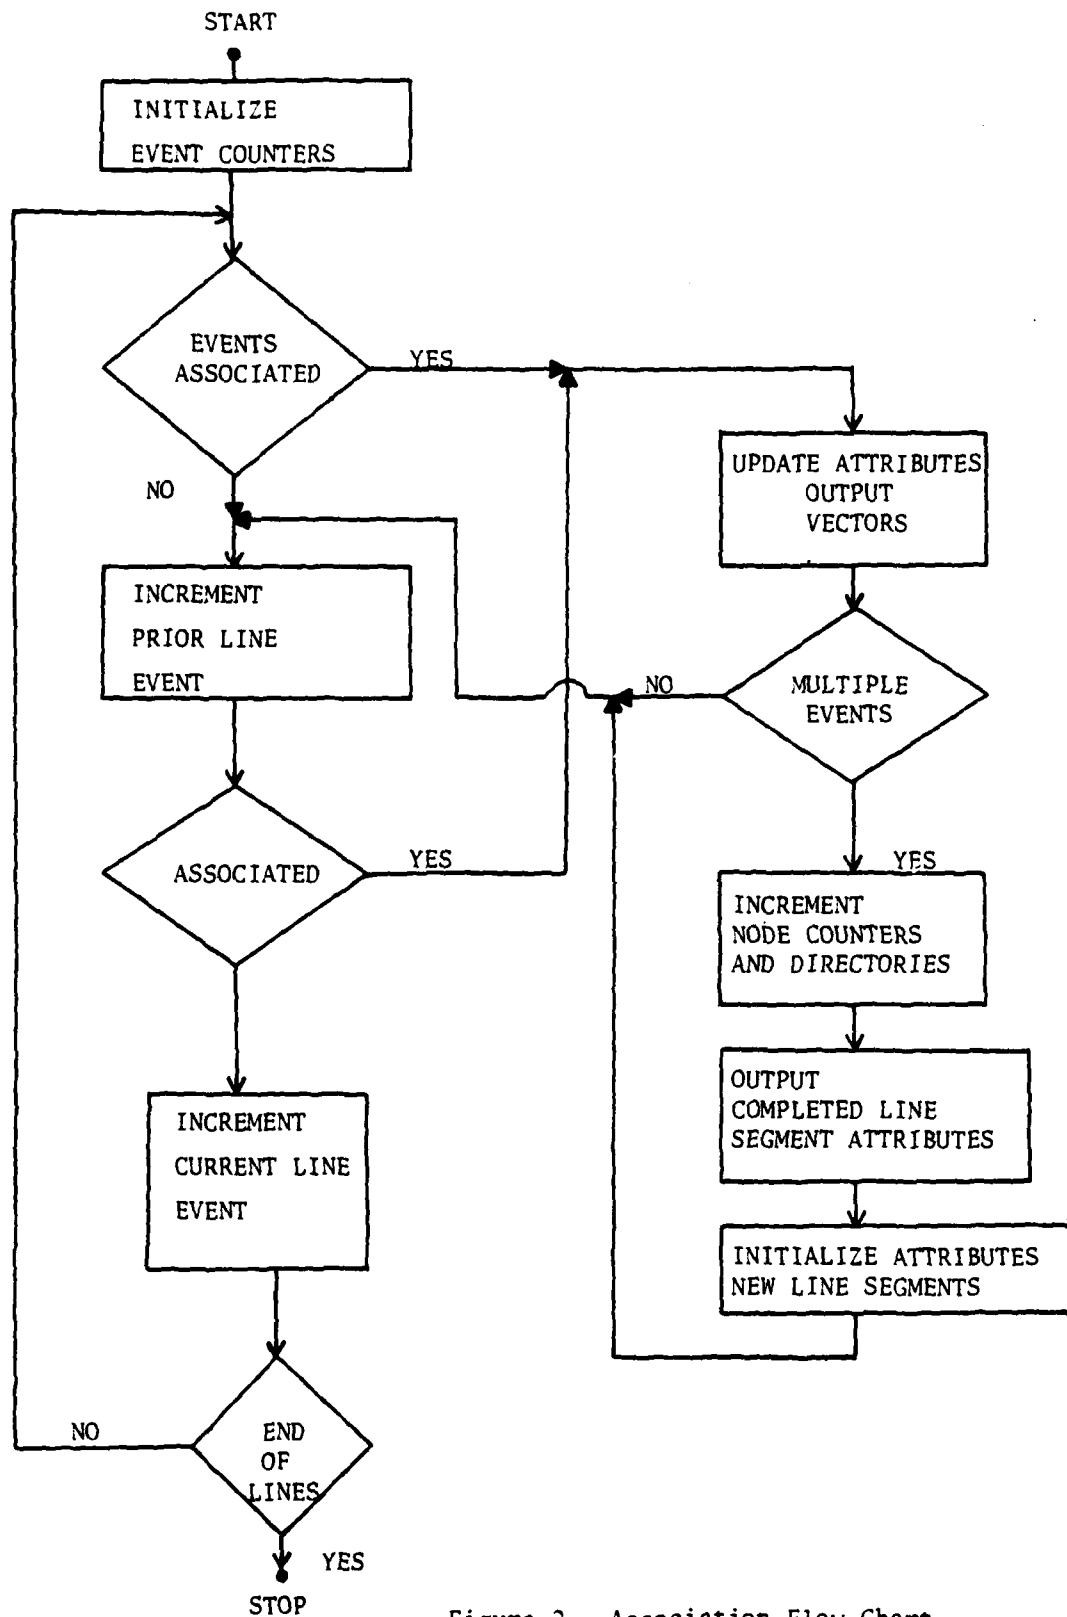 START
INITIALIZE
EVENT COUNTERS
EVENTS
ASSOCIATED
YES
NO
UPDATE ATTRIBUTES
OUTPUT
VECTORS
INCREMENT
PRIOR LINE
EVENT
NO
MULTIPLE
EVENTS
ASSOCIATED
YES
YES
INCREMENT
NODE COUNTERS
AND DIRECTORIES
OUTPUT
COMPLETED LINE
SEGMENT ATTRIBUTES
INCREMENT
CURRENT LINE
EVENT
INITIALIZE ATTRIBUTES
NEW LINE SEGMENTS
NO
END
OF
LINES
YES
STOP
Association Flow Chart